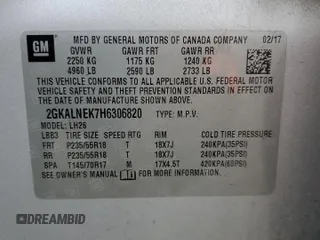 GM
MFD BY GENERAL MOTORS OF CANADA COMPANY 02/17
GVWR GAWR FRT GAWR RR
2250 KG 1175 KG 1240 KG
4960 LB 2590 LB 2733 LB
THIS VEHICLE CONFORMS TO ALL APPLICABLE U.S. FEDERAL
MOTOR VEHICLE SAFETY, BUMPER, AND THEFT PREVENTION
STANDARDS IN EFFECT ON THE DATE OF MANUFACTURE
SHOWN ABOVE.
2GKALNEK7H6306820 TYPE: M.P.V.
MODEL: LH26
TIRE SIZE SPEED RTG RIM COLD TIRE PRESSURE
FRT P235/55R18 T 18X7J 240KPA(35PSI)
RR P235/55R18 T 18X7J 240KPA(35PSI)
SPA T145/70R17 M 17X4.5T 420KPA(60PSI)
SEE OWNER'S MANUAL FOR ADDITIONAL INFORMATION.
DREAMBID